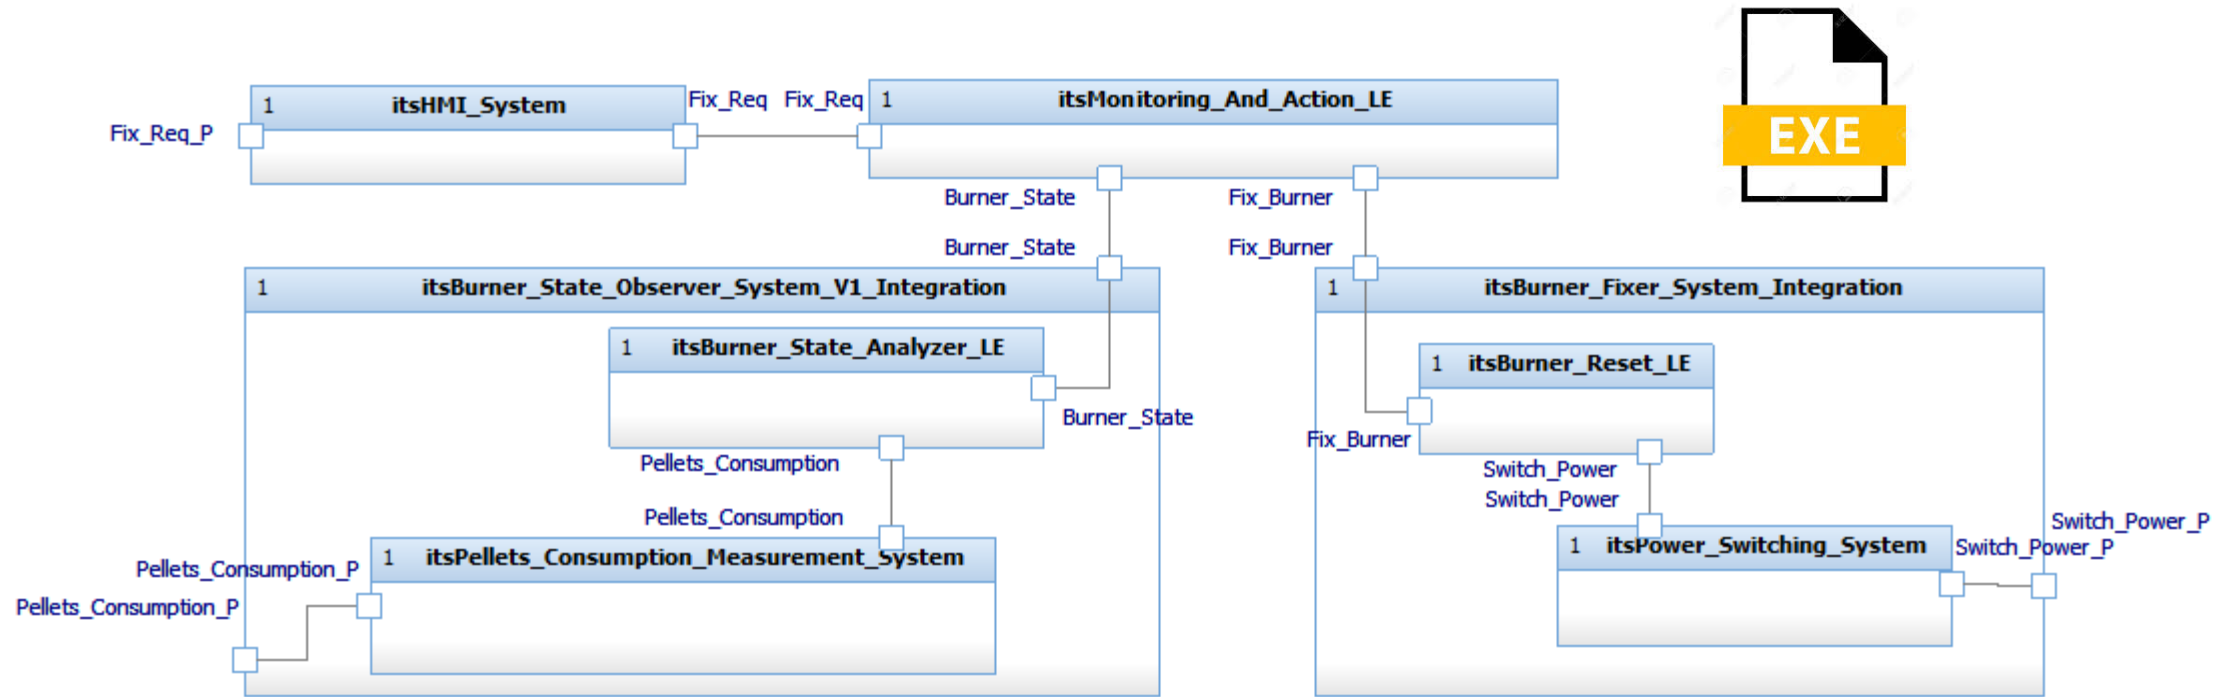 1 itsHMI_System
Fix_Req Fix_Req
1 itsMonitoring_And_Action_LE
Fix_Req_P
EXE
Burner_State
Fix_Burner
Burner_State
Fix_Burner
1 itsBurner_State_Observer_System_V1_Integration
1 itsBurner_Fixer_System_Integration
1 itsBurner_State_Analyzer_LE
1 itsBurner_Reset_LE
Burner_State
Fix_Burner
Pellets_Consumption
Switch_Power
Switch_Power
Pellets_Consumption
Switch_Power_P
1 itsPellets_Consumption_Measurement_System
1 itsPower_Switching_System
Switch_Power_P
Pellets_Consumption_P
Pellets_Consumption_P